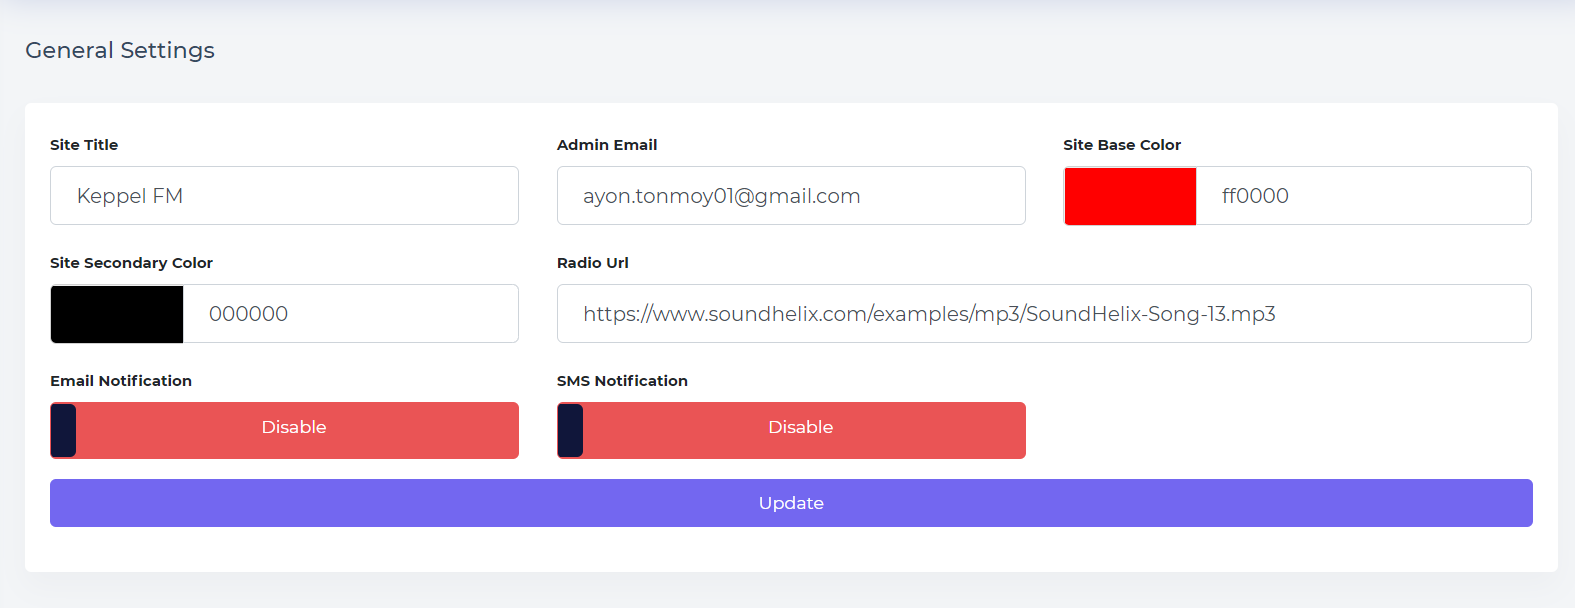 General Settings
Site Title
Admin Email
Site Base Color
Keppel FM
ayon.tonmoy01@gmail.com
ff0000
Site Secondary Color
Radio Url
000000
https://www.soundhelix.com/examples/mp3/SoundHelix-Song-13.mp3
Email Notification
SMS Notification
Disable
Disable
Update